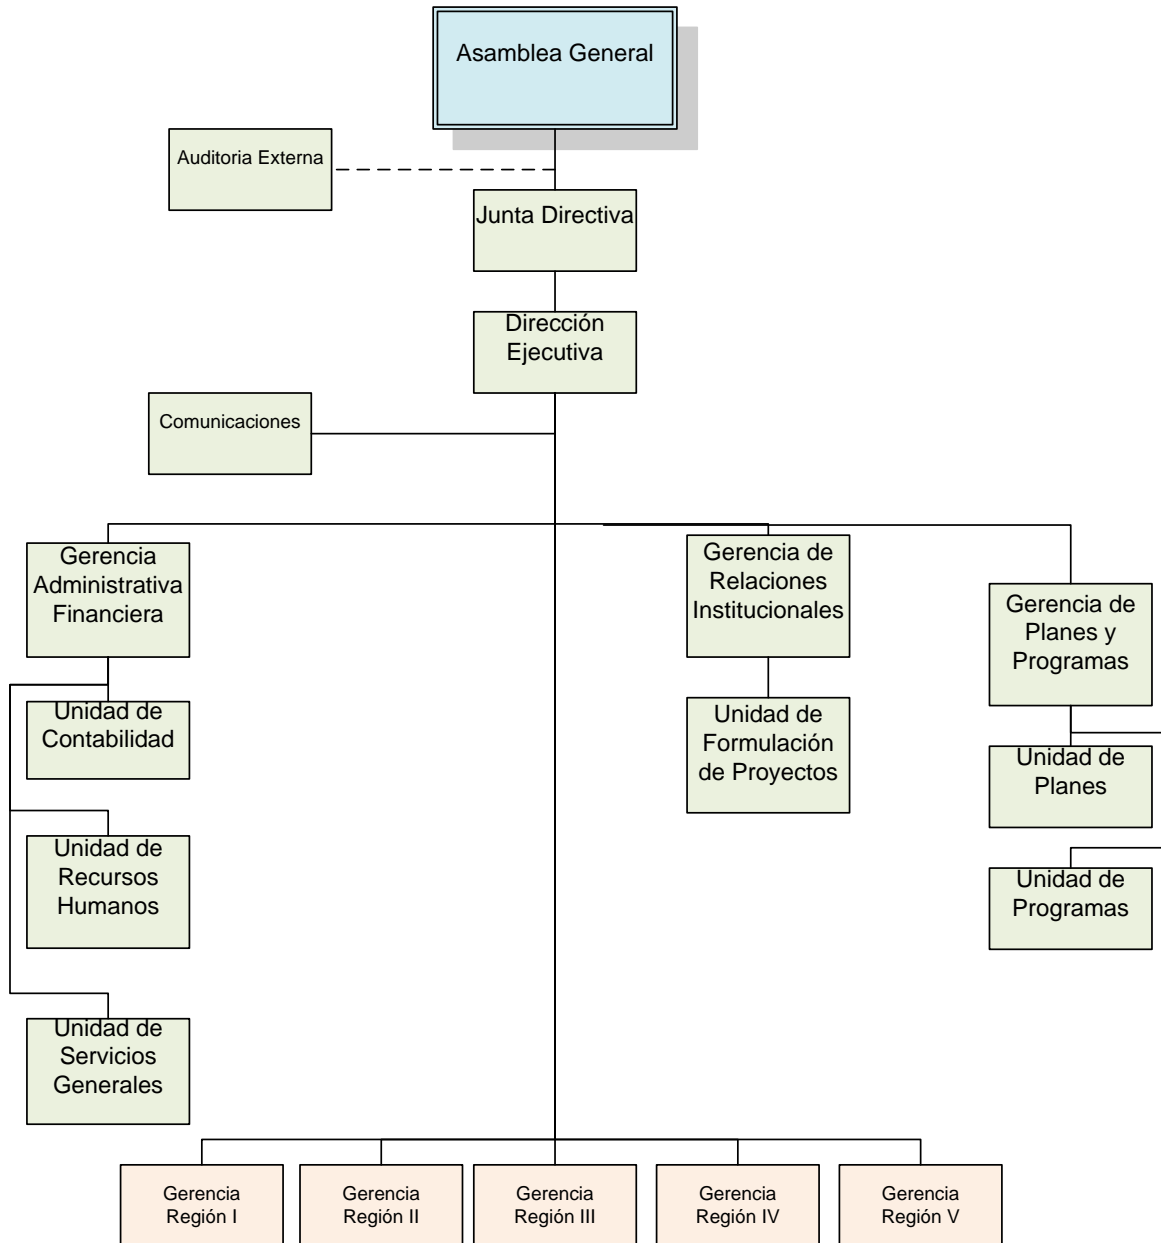 Asamblea General
Auditoria Externa
Junta Directiva
Dirección
Ejecutiva
Comunicaciones
Gerencia
Administrativa
Financiera
Gerencia de
Relaciones
Institucionales
Gerencia de
Planes y
Programas
Unidad de
Contabilidad
Unidad de
Formulación
de Proyectos
Unidad de
Planes
Unidad de
Recursos
Humanos
Unidad de
Programas
Unidad de
Servicios
Generales
Gerencia
Región I
Gerencia
Región II
Gerencia
Región III
Gerencia
Región IV
Gerencia
Región V